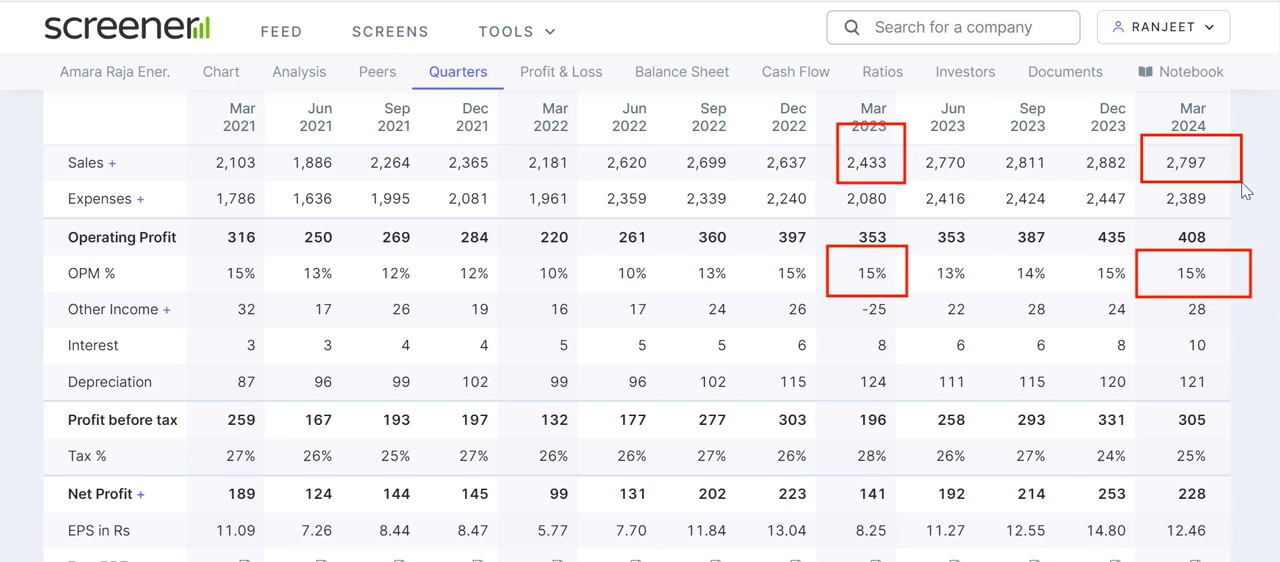 screener
FEED SCREENS TOOLS
Search for a company
RANJEET
Amara Raja Ener. Chart Analysis Peers Quarters Profit & Loss Balance Sheet Cash Flow Ratios Investors Documents Notebook
Mar Jun Sep Dec Mar Jun Sep Dec Mar Jun Sep Dec Mar
2021 2021 2021 2021 2022 2022 2022 2022 2023 2023 2023 2023 2024
Sales + 2,103 1,886 2,264 2,365 2,181 2,620 2,699 2,637 2,433 2,770 2,811 2,882 2,797
Expenses + 1,786 1,636 1,995 2,081 1,961 2,359 2,339 2,240 2,080 2,416 2,424 2,447 2,389
Operating Profit 316 250 269 284 220 261 360 397 353 353 387 435 408
OPM % 15% 13% 12% 12% 10% 10% 13% 15% 15% 13% 14% 15% 15%
Other Income + 32 17 26 19 16 17 24 26 -25 22 28 24 28
Interest 3 3 4 4 5 5 5 6 8 6 6 8 10
Depreciation 87 96 99 102 99 96 102 115 124 111 115 120 121
Profit before tax 259 167 193 197 132 177 277 303 196 258 293 331 305
Tax % 27% 26% 25% 27% 26% 26% 27% 26% 28% 26% 27% 24% 25%
Net Profit + 189 124 144 145 99 131 202 223 141 192 214 253 228
EPS in Rs 11.09 7.26 8.44 8.47 5.77 7.70 11.84 13.04 8.25 11.27 12.55 14.80 12.46